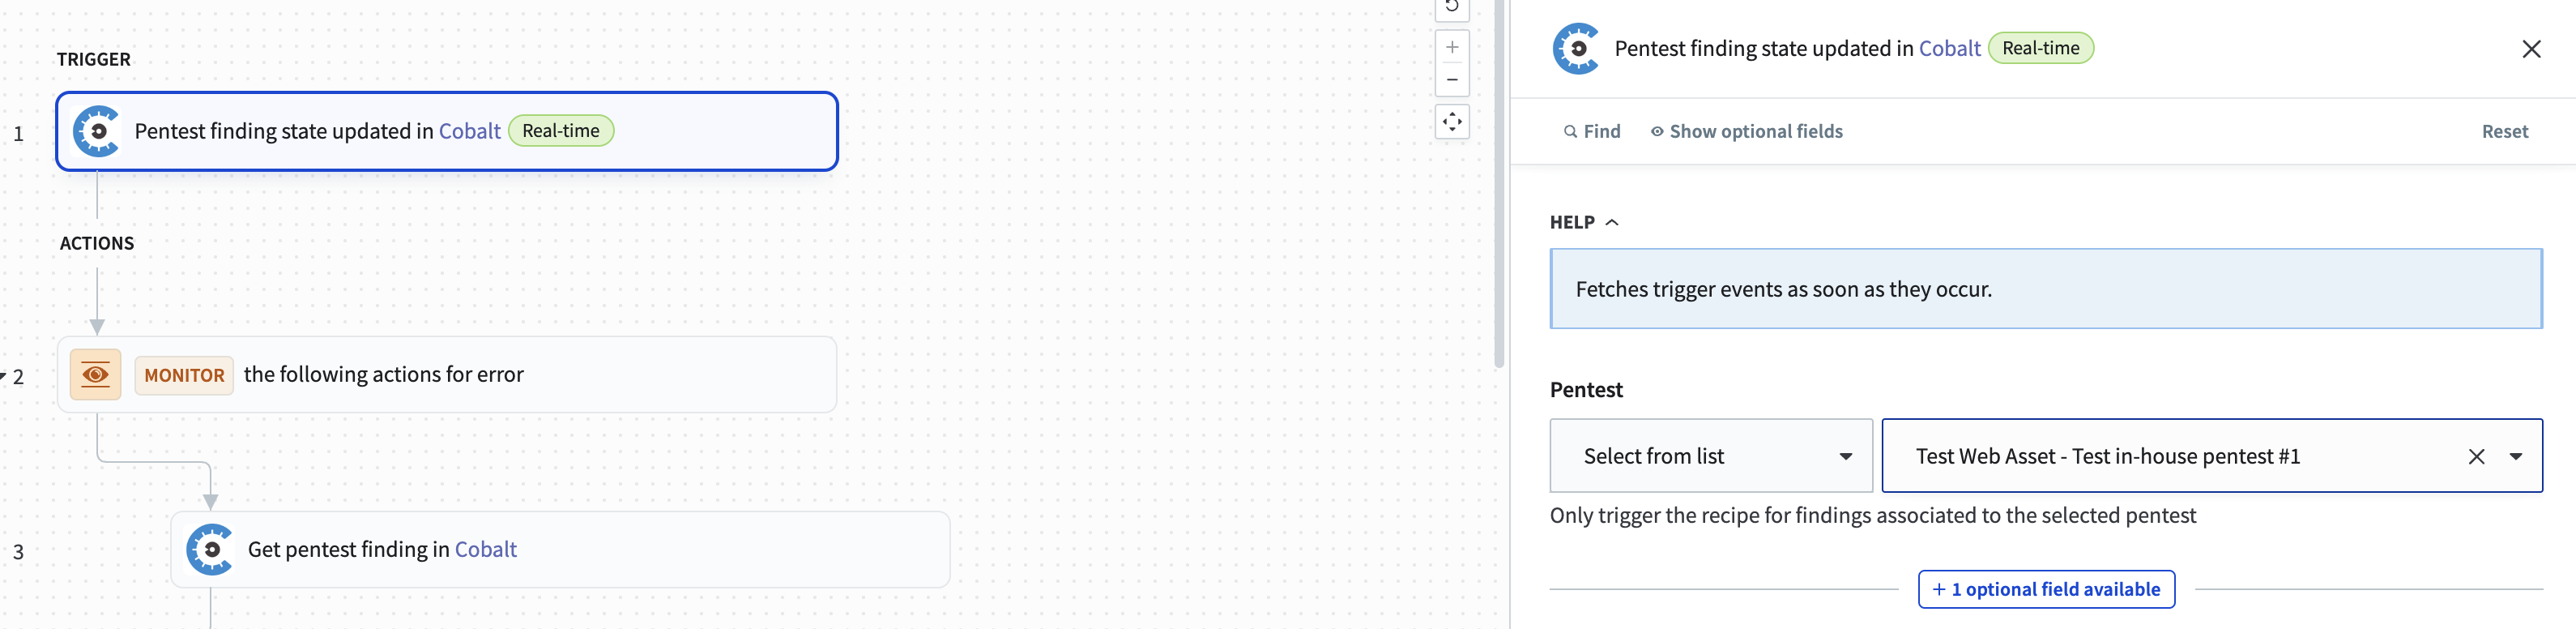 TRIGGER
1
Pentest finding state updated in Cobalt Real-time
ACTIONS
2
MONITOR the following actions for error
3
Get pentest finding in Cobalt
Pentest finding state updated in Cobalt Real-time
Find Show optional fields Reset
HELP
Fetches trigger events as soon as they occur.
Pentest
Select from list
Test Web Asset - Test in-house pentest #1
Only trigger the recipe for findings associated to the selected pentest
+ 1 optional field available